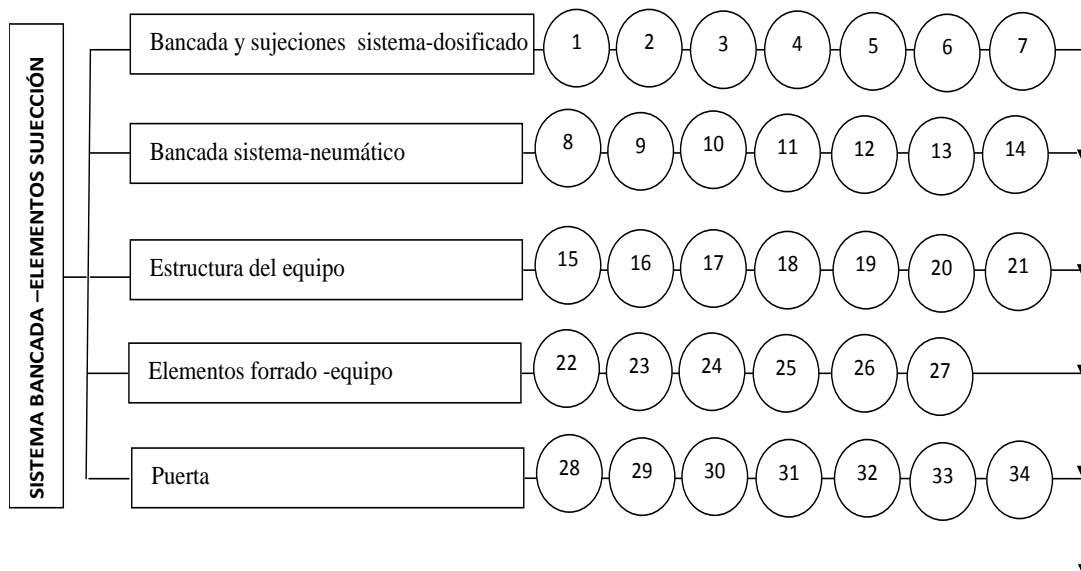 SISTEMA BANCADA –ELEMENTOS SUJECCIÓN
Bancada y sujeciones sistema-dosificado 1 2 3 4 5 6 7
Bancada sistema-neumático 8 9 10 11 12 13 14
Estructura del equipo 15 16 17 18 19 20 21
Elementos forrado -equipo 22 23 24 25 26 27
Puerta 28 29 30 31 32 33 34